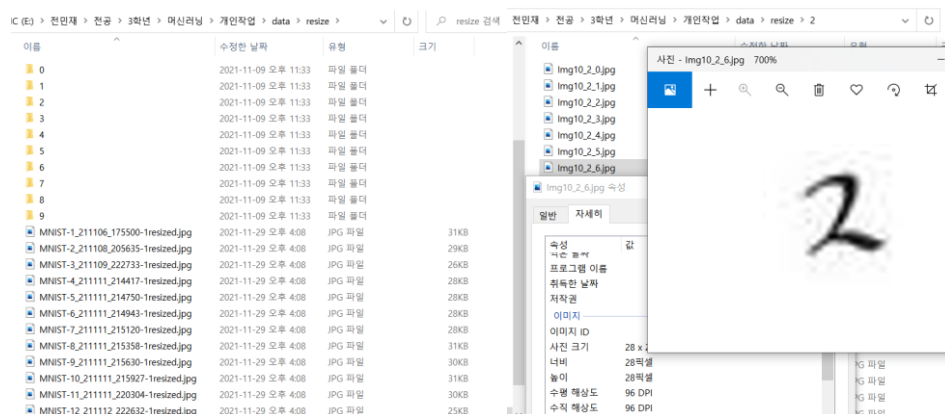 IC (E:) > 전민재 > 전공 > 3학년 > 머신러닝 > 개인작업 > data > resize >
resize 검색
이름 수정한 날짜 유형 크기
0 2021-11-09 오후 11:33 파일 폴더
1 2021-11-09 오후 11:33 파일 폴더
2 2021-11-09 오후 11:33 파일 폴더
3 2021-11-09 오후 11:33 파일 폴더
4 2021-11-09 오후 11:33 파일 폴더
5 2021-11-09 오후 11:33 파일 폴더
6 2021-11-09 오후 11:33 파일 폴더
7 2021-11-09 오후 11:33 파일 폴더
8 2021-11-09 오후 11:33 파일 폴더
9 2021-11-09 오후 11:33 파일 폴더
MNIST-1_211106_175500-1resized.jpg 2021-11-29 오후 4:08 JPG 파일 31KB
MNIST-2_211108_205635-1resized.jpg 2021-11-29 오후 4:08 JPG 파일 29KB
MNIST-3_211109_222733-1resized.jpg 2021-11-29 오후 4:08 JPG 파일 26KB
MNIST-4_211111_214417-1resized.jpg 2021-11-29 오후 4:08 JPG 파일 28KB
MNIST-5_211111_214750-1resized.jpg 2021-11-29 오후 4:08 JPG 파일 28KB
MNIST-6_211111_214943-1resized.jpg 2021-11-29 오후 4:08 JPG 파일 28KB
MNIST-7_211111_215120-1resized.jpg 2021-11-29 오후 4:08 JPG 파일 28KB
MNIST-8_211111_215358-1resized.jpg 2021-11-29 오후 4:08 JPG 파일 31KB
MNIST-9_211111_215630-1resized.jpg 2021-11-29 오후 4:08 JPG 파일 30KB
MNIST-10_211111_215927-1resized.jpg 2021-11-29 오후 4:08 JPG 파일 31KB
MNIST-11_211111_220304-1resized.jpg 2021-11-29 오후 4:08 JPG 파일 30KB
MNIST-12_211112_222632-1resized.jpg 2021-11-29 오후 4:08 JPG 파일 25KB
전민재 > 전공 > 3학년 > 머신러닝 > 개인작업 > data > resize > 2
이름
Img10_2_0.jpg
Img10_2_1.jpg
Img10_2_2.jpg
Img10_2_3.jpg
Img10_2_4.jpg
Img10_2_5.jpg
Img10_2_6.jpg
사진 - Img10_2_6.jpg 700%
2
Img10_2_6.jpg 속성
일반 자세히
속성 값
프로그램 이름
취득한 날짜
저작권
이미지
이미지 ID
사진 크기 28 x
너비 28픽셀
높이 28픽셀
수평 해상도 96 DPI
수직 해상도 96 DPI